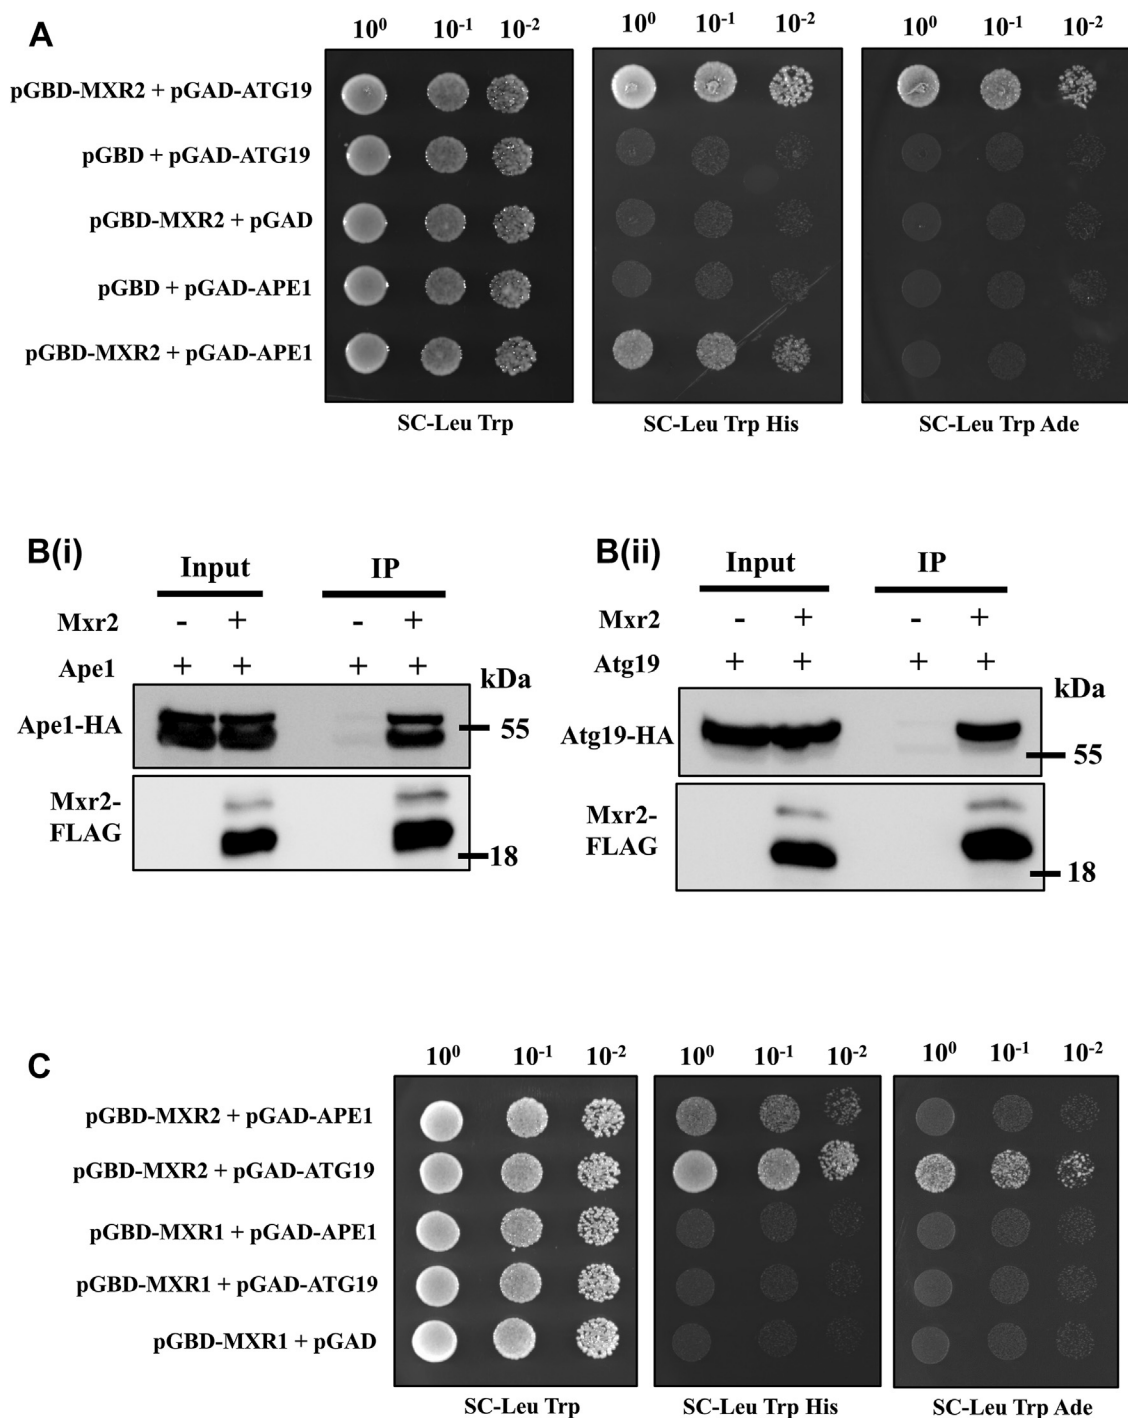 A
10⁰ 10⁻¹ 10⁻² 10⁰ 10⁻¹ 10⁻² 10⁰ 10⁻¹ 10⁻²
pGBD-MXR2 + pGAD-ATG19
pGBD + pGAD-ATG19
pGBD-MXR2 + pGAD
pGBD + pGAD-APE1
pGBD-MXR2 + pGAD-APE1
SC-Leu Trp SC-Leu Trp His SC-Leu Trp Ade
B(i)
Input IP
Mxr2 - + - +
Ape1 + + + +
kDa
Ape1-HA
55
Mxr2-
FLAG
18
B(ii)
Input IP
Mxr2 - + - +
Atg19 + + + +
kDa
Atg19-HA
55
Mxr2-
FLAG
18
C
10⁰ 10⁻¹ 10⁻² 10⁰ 10⁻¹ 10⁻² 10⁰ 10⁻¹ 10⁻²
pGBD-MXR2 + pGAD-APE1
pGBD-MXR2 + pGAD-ATG19
pGBD-MXR1 + pGAD-APE1
pGBD-MXR1 + pGAD-ATG19
pGBD-MXR1 + pGAD
SC-Leu Trp SC-Leu Trp His SC-Leu Trp Ade